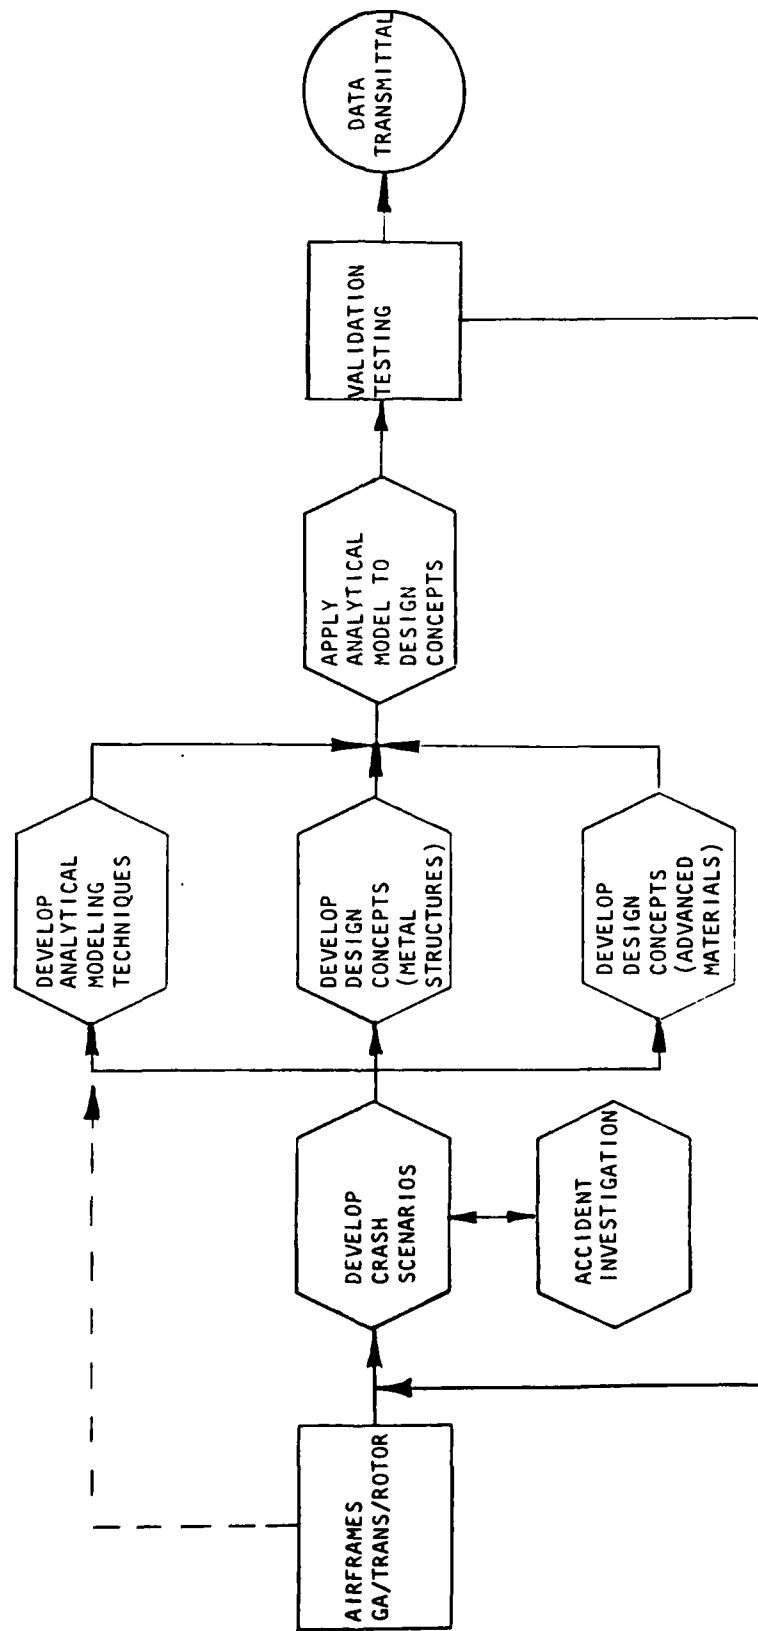 AIRFRAMES
GA/TRANS/ROTOR
DEVELOP
CRASH
SCENARIOS
ACCIDENT
INVESTIGATION
DEVELOP
ANALYTICAL
MODELING
TECHNIQUES
DEVELOP
DESIGN
CONCEPTS
(METAL
STRUCTURES)
DEVELOP
DESIGN
CONCEPTS
(ADVANCED
MATERIALS)
APPLY
ANALYTICAL
MODEL TO
DESIGN
CONCEPTS
VALIDATION
TESTING
DATA
TRANSMITTAL